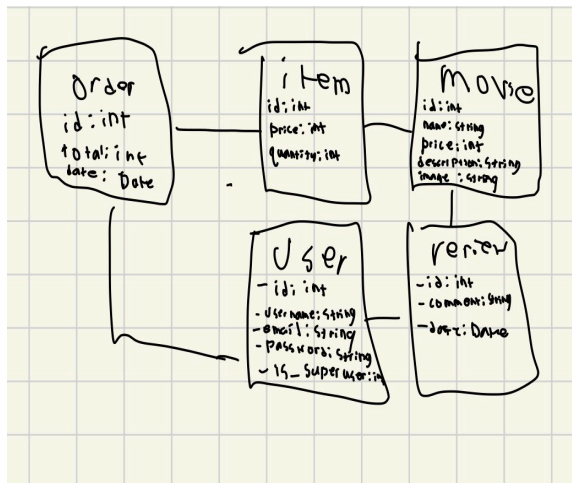 Order
id: int
total: int
date: Date
item
id: int
price: int
quantity: int
movie
id: int
name: string
price: int
description: String
image: string
User
- id: int
- Username: String
- email: String
- password: String
- is_superuser: in
review
- id: int
- comment: String
- date: Date